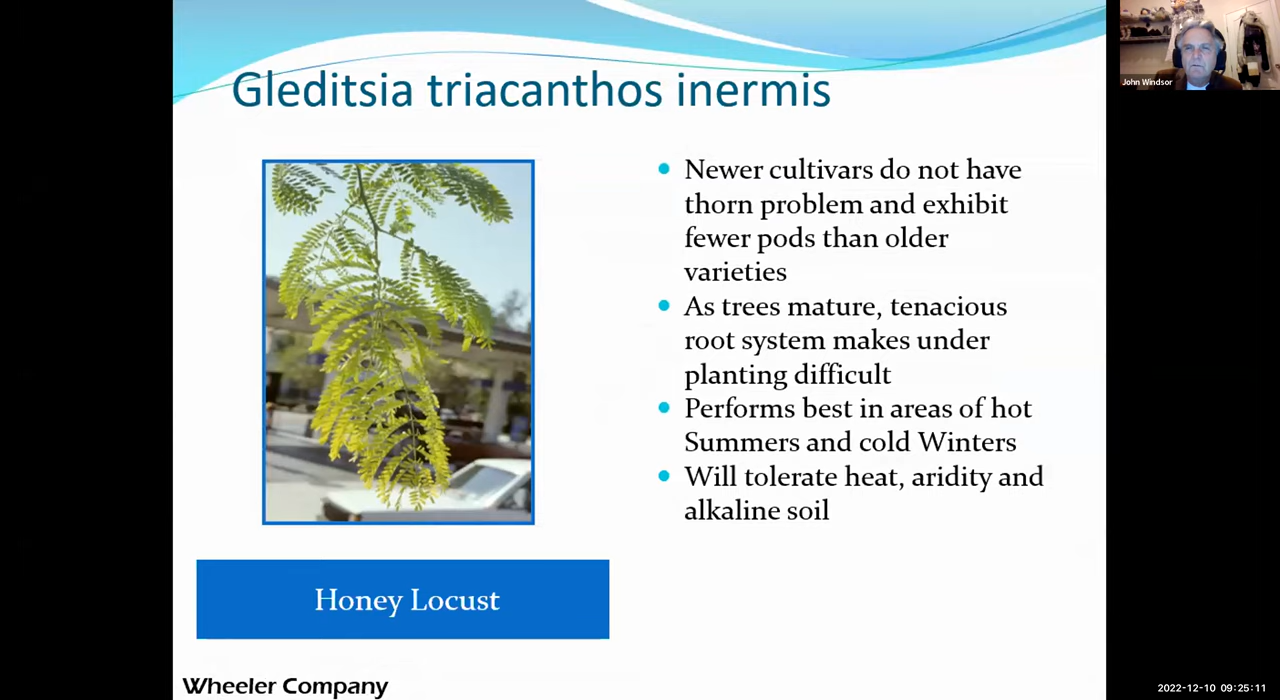 John Windsor
Gleditsia triacanthos inermis
Newer cultivars do not have
thorn problem and exhibit
fewer pods than older
varieties
As trees mature, tenacious
root system makes under
planting difficult
Performs best in areas of hot
Summers and cold Winters
Will tolerate heat, aridity and
alkaline soil
Honey Locust
Wheeler Company
2022-12-10 09:25:11